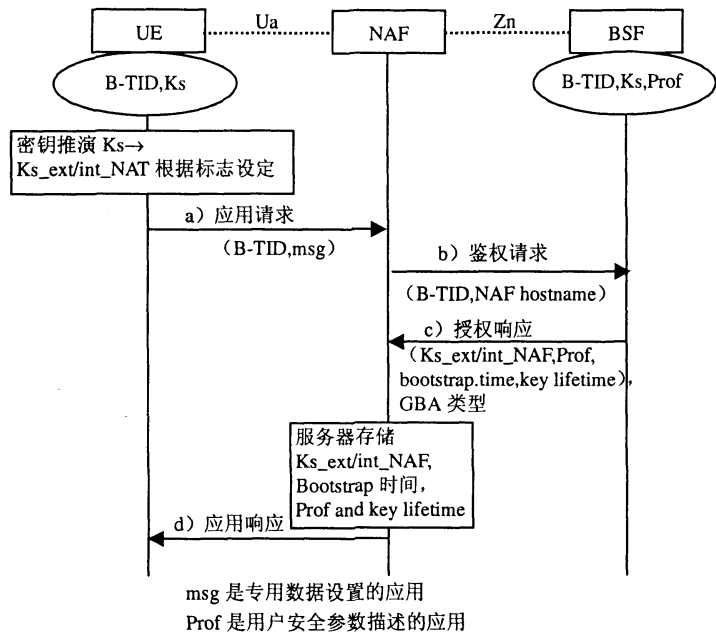 UE
Ua
NAF
Zn
BSF
B-TID,Ks
B-TID,Ks,Prof
密钥推演 Ks→
Ks_ext/int_NAT 根据标志设定
a）应用请求
（B-TID,msg）
b）鉴权请求
（B-TID,NAF hostname）
c）授权响应
（Ks_ext/int_NAF,Prof,
bootstrap.time,key lifetime），
GBA 类型
服务器存储
Ks_ext/int_NAF,
Bootstrap 时间，
Prof and key lifetime
d）应用响应
msg 是专用数据设置的应用
Prof 是用户安全参数描述的应用